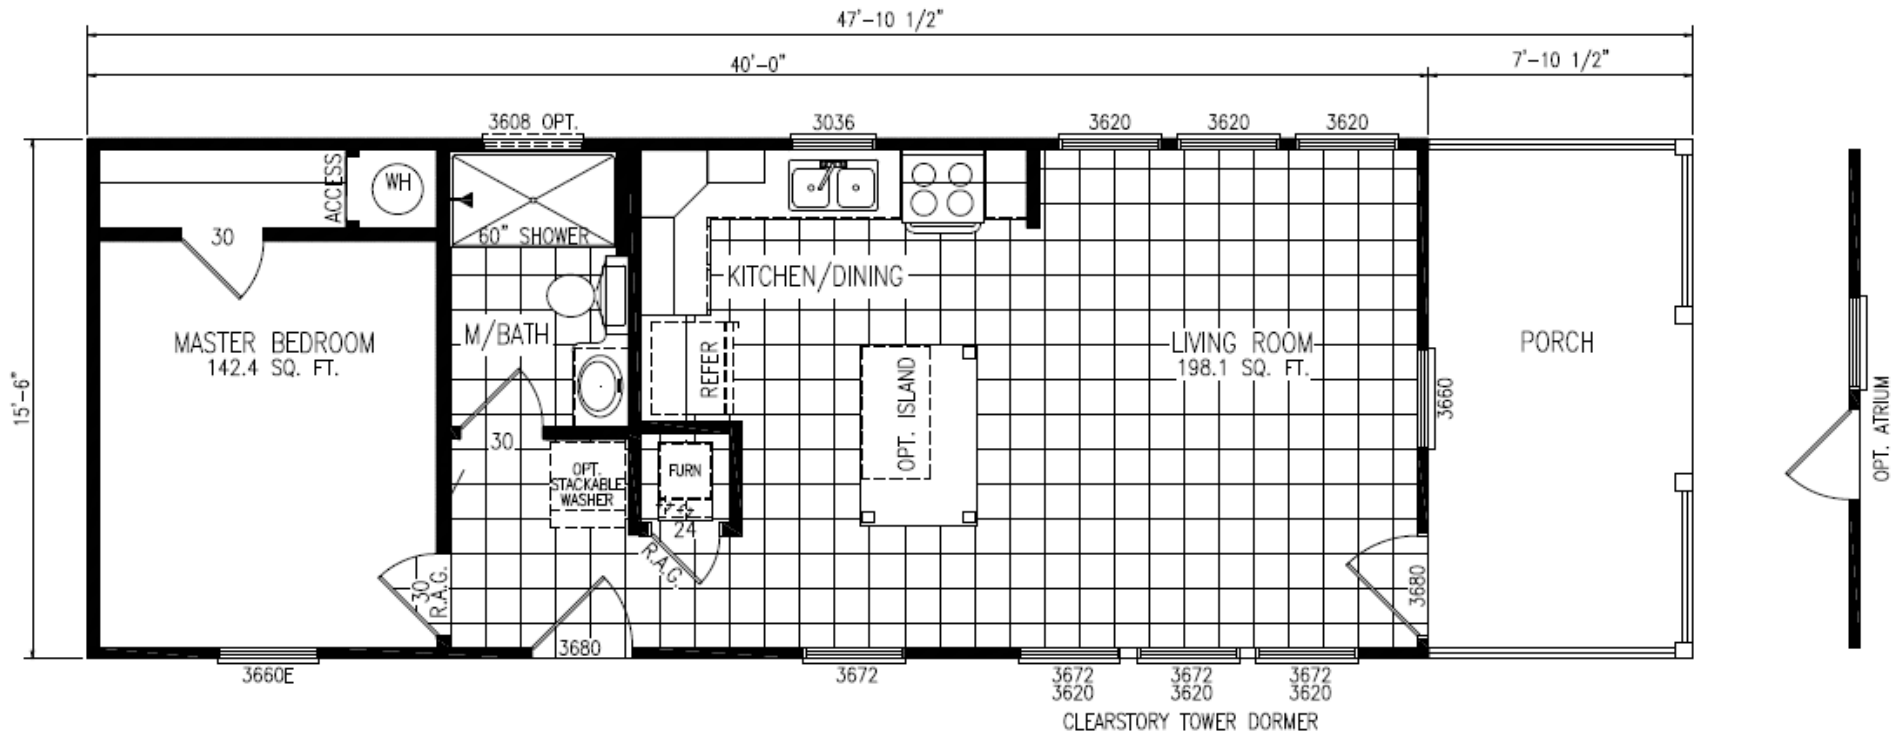 47'-10 1/2"
40'-0"
7'-10 1/2"
3608 OPT.
3036
3620
3620
3620
ACCESS
WH
30
60" SHOWER
KITCHEN/DINING
MASTER BEDROOM
142.4 SQ. FT.
M/BATH
REFER
OPT. ISLAND
LIVING ROOM
198.1 SQ. FT.
PORCH
15'-6"
3660
OPT. ATRIUM
30
OPT.
STACKABLE
WASHER
FURN
24
R.A.G.
30
R.A.G.
3680
3680
3660E
3672
3672
3620
3672
3620
3672
3620
CLEARSTORY TOWER DORMER